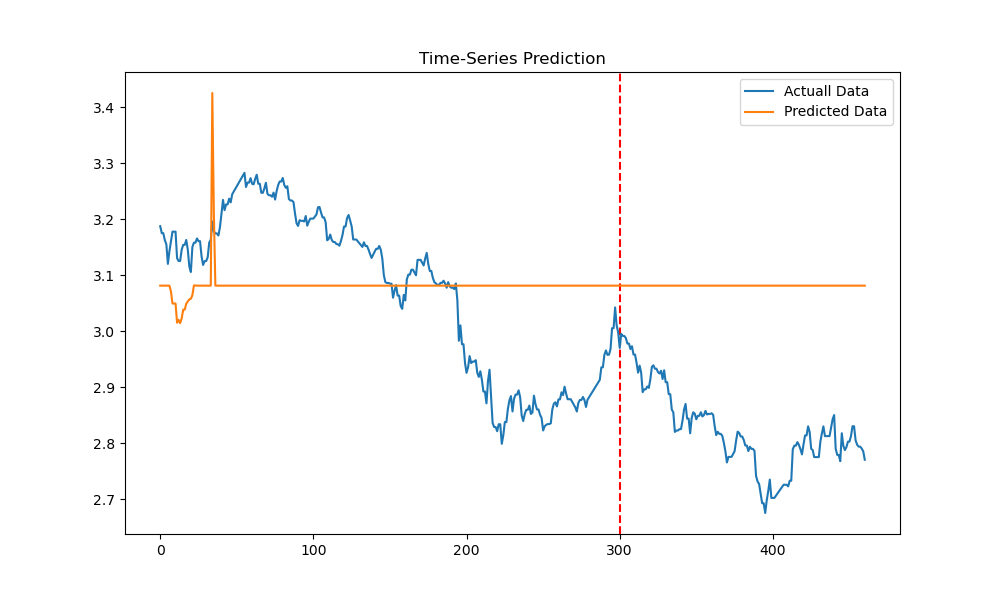 Time-Series Prediction
Actuall Data
Predicted Data
3.4
3.3
3.2
3.1
3.0
2.9
2.8
2.7
0 100 200 300 400